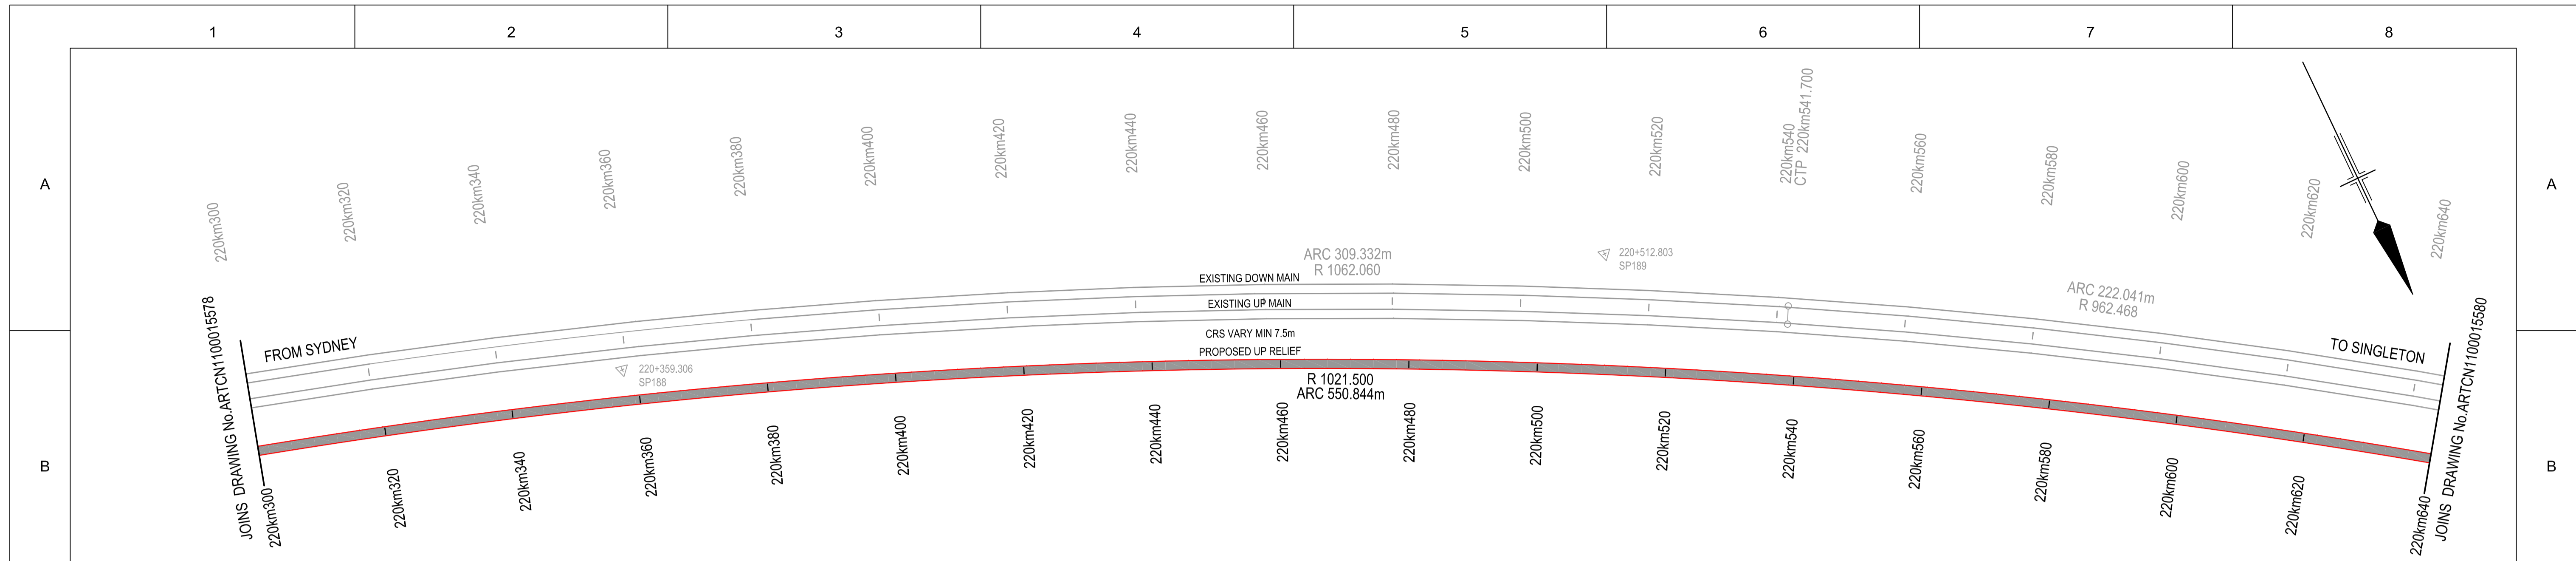 1 2 3 4 5 6 7 8
A
A
B
B
220km300
220km320
220km340
220km360
220km380
220km400
220km420
220km440
220km460
220km480
220km500
220km520
220km540
CTP 220km541.700
220km560
220km580
220km600
220km620
220km640
ARC 309.332m
R 1062.060
220+512.803
SP189
ARC 222.041m
R 962.468
EXISTING DOWN MAIN
EXISTING UP MAIN
CRS VARY MIN 7.5m
PROPOSED UP RELIEF
R 1021.500
ARC 550.844m
FROM SYDNEY
TO SINGLETON
220+359.306
SP188
JOINS DRAWING No.ARTCN1100015578
JOINS DRAWING No.ARTCN1100015580
220km300
220km320
220km340
220km360
220km380
220km400
220km420
220km440
220km460
220km480
220km500
220km520
220km540
220km560
220km580
220km600
220km620
220km640